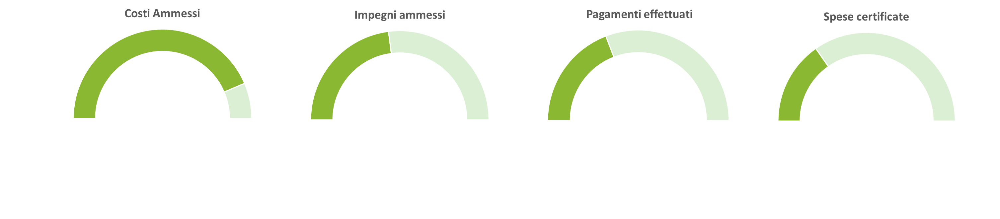 Costi Ammessi
Impegni ammessi
Pagamenti effettuati
Spese certificate